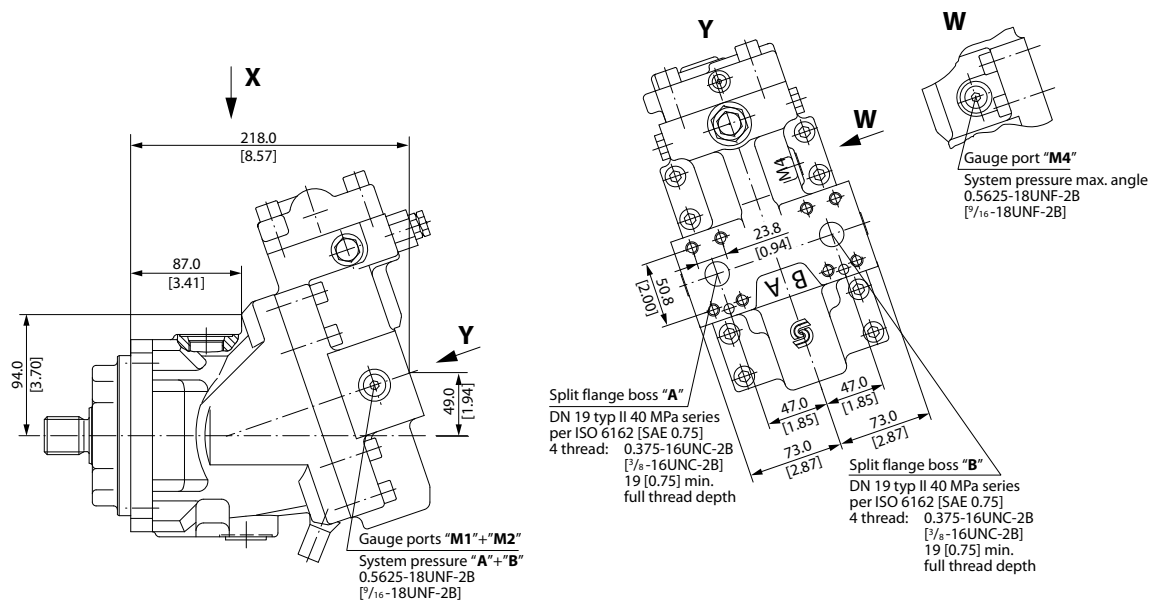 X
218.0
[8.57]
87.0
[3.41]
94.0
[3.70]
Y
49.0
[1.94]
Gauge ports "M1"+"M2"
System pressure "A"+"B"
0.5625-18UNF-2B
[9/16-18UNF-2B]
Y
W
M4
23.8
[0.94]
50.8
[2.00]
B A
47.0
[1.85]
47.0
[1.85]
73.0
[2.87]
73.0
[2.87]
Split flange boss "A"
DN 19 typ II 40 MPa series
per ISO 6162 [SAE 0.75]
4 thread: 0.375-16UNC-2B
[3/8-16UNC-2B]
19 [0.75] min.
full thread depth
Split flange boss "B"
DN 19 typ II 40 MPa series
per ISO 6162 [SAE 0.75]
4 thread: 0.375-16UNC-2B
[3/8-16UNC-2B]
19 [0.75] min.
full thread depth
W
Gauge port "M4"
System pressure max. angle
0.5625-18UNF-2B
[9/16-18UNF-2B]